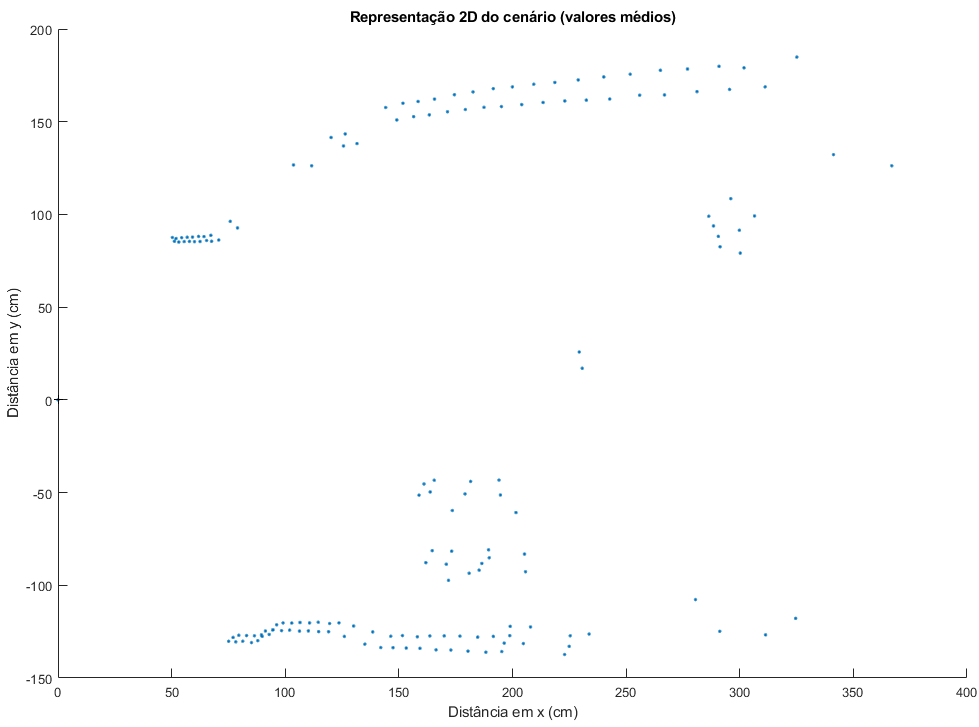 Representação 2D do cenário (valores médios)
200
150
100
50
0
-50
-100
-150
Distância em y (cm)
0 50 100 150 200 250 300 350 400
Distância em x (cm)